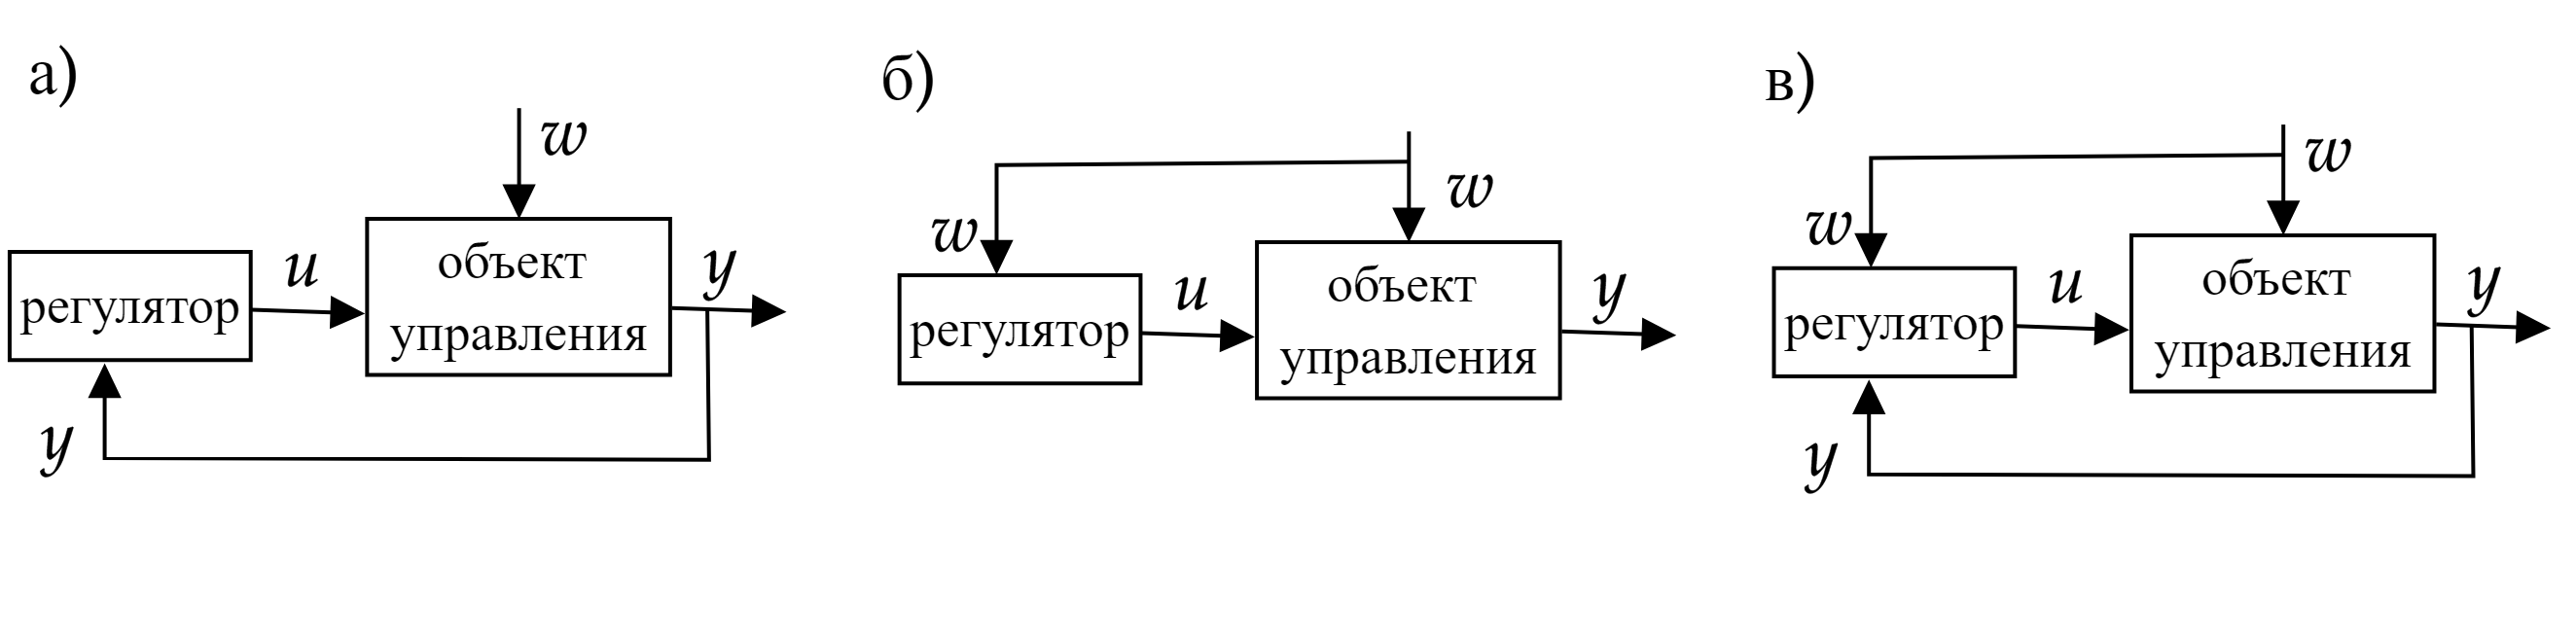 а)
w
регулятор
u
объект
управления
y
y
б)
w
w
регулятор
u
объект
управления
y
в)
w
w
регулятор
u
объект
управления
y
y